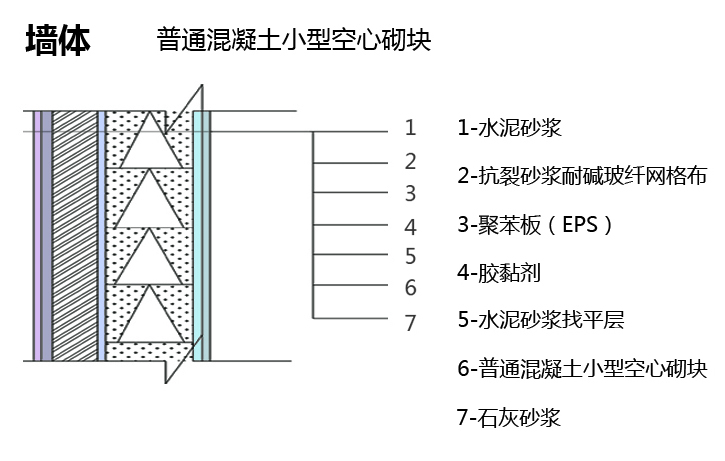 墙体 普通混凝土小型空心砌块
1 1-水泥砂浆
2 2-抗裂砂浆耐碱玻纤网格布
3 3-聚苯板（EPS）
4 4-胶黏剂
5 5-水泥砂浆找平层
6 6-普通混凝土小型空心砌块
7 7-石灰砂浆